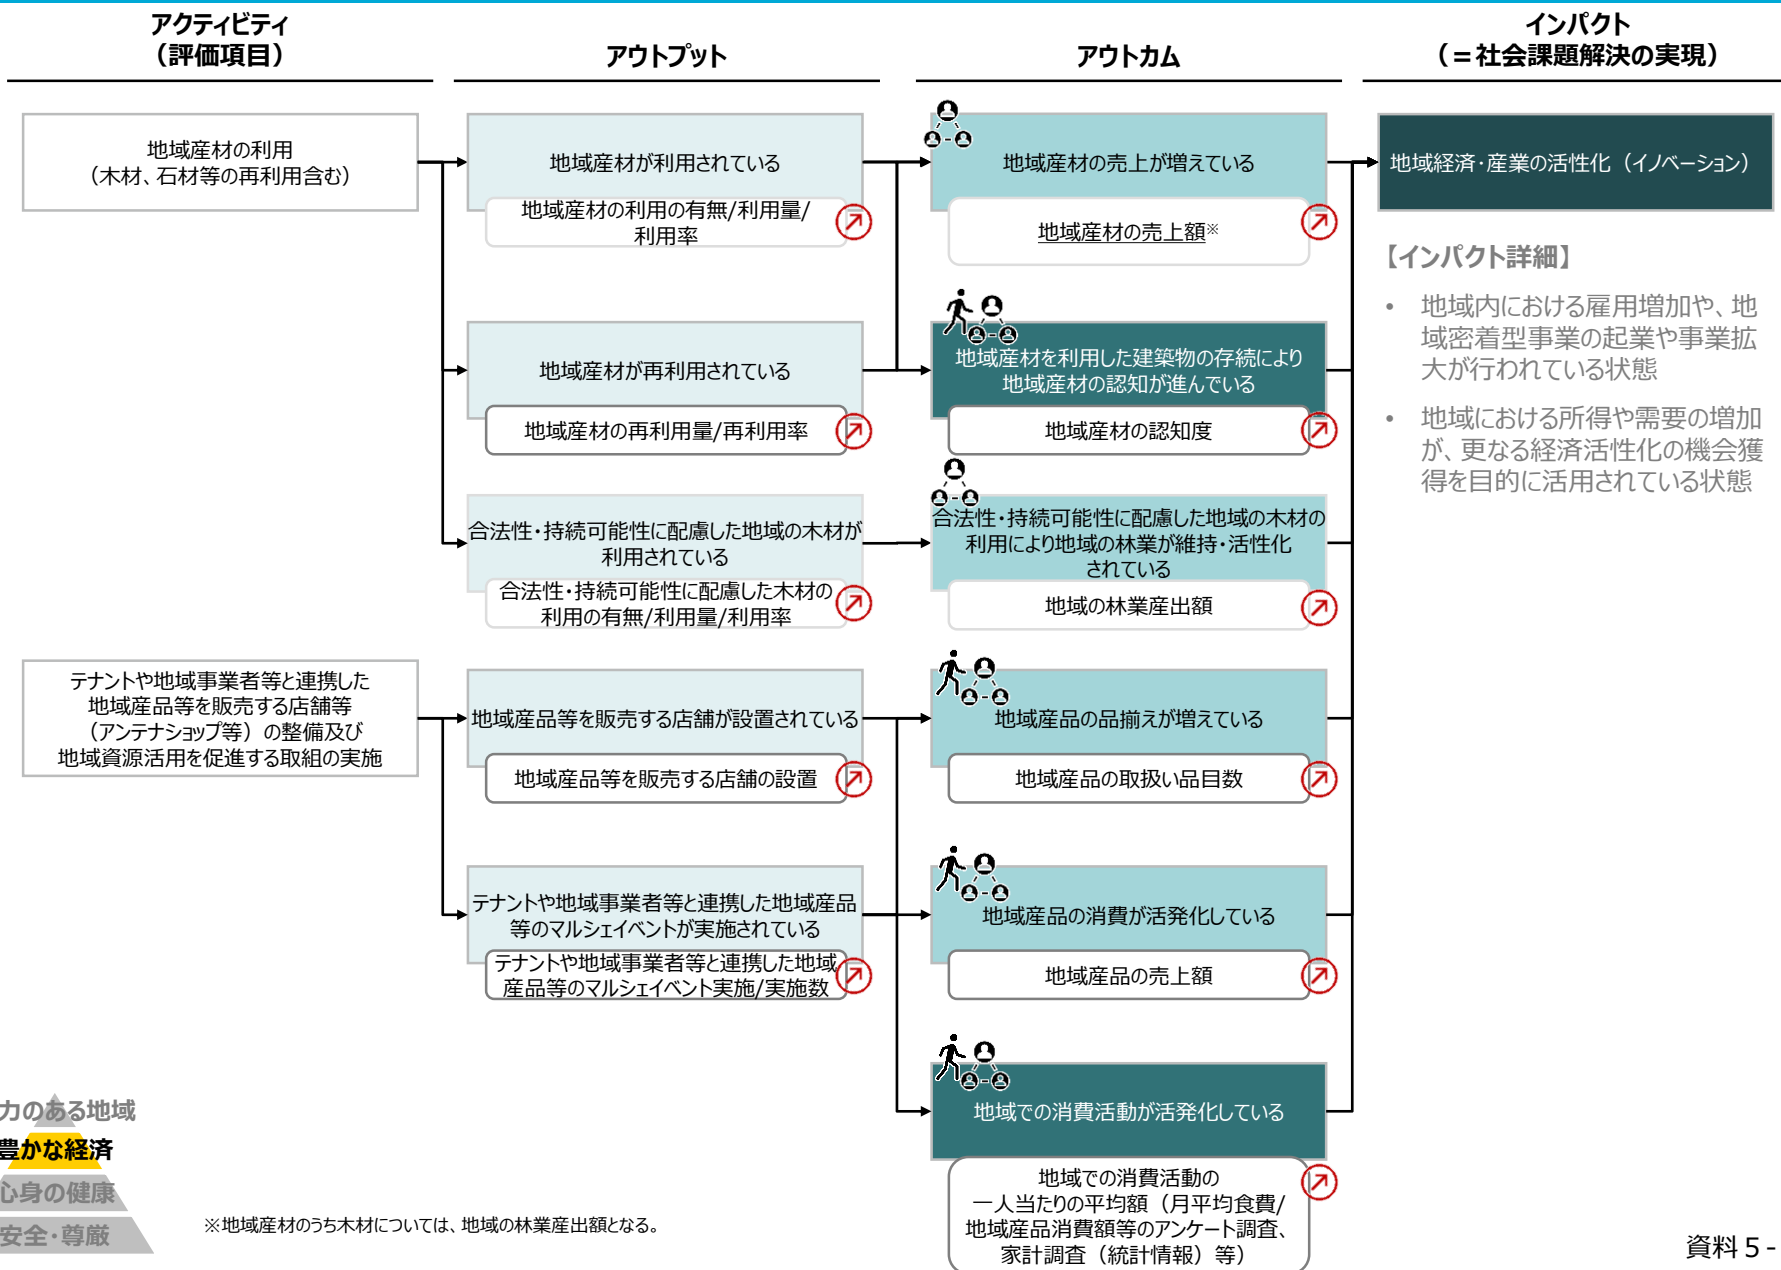 アクティビティ
（評価項目）
アウトプット
アウトカム
インパクト
（＝社会課題解決の実現）
地域産材の利用
（木材、石材等の再利用含む）
地域産材が利用されている
地域産材の利用の有無/利用量/
利用率
地域産材の売上が増えている
地域産材の売上額※
地域経済・産業の活性化（イノベーション）
【インパクト詳細】
• 地域内における雇用増加や、地
域密着型事業の起業や事業拡
大が行われている状態
• 地域における所得や需要の増加
が、更なる経済活性化の機会獲
得を目的に活用されている状態
地域産材が再利用されている
地域産材の再利用量/再利用率
地域産材を利用した建築物の存続により
地域産材の認知が進んでいる
地域産材の認知度
合法性・持続可能性に配慮した地域の木材が
利用されている
合法性・持続可能性に配慮した木材の
利用の有無/利用量/利用率
合法性・持続可能性に配慮した地域の木材の
利用により地域の林業が維持・活性化
されている
地域の林業産出額
テナントや地域事業者等と連携した
地域産品等を販売する店舗等
（アンテナショップ等）の整備及び
地域資源活用を促進する取組の実施
地域産品等を販売する店舗が設置されている
地域産品等を販売する店舗の設置
地域産品の品揃えが増えている
地域産品の取扱い品目数
テナントや地域事業者等と連携した地域産品
等のマルシェイベントが実施されている
テナントや地域事業者等と連携した地域
産品等のマルシェイベント実施/実施数
地域産品の消費が活発化している
地域産品の売上額
地域での消費活動が活発化している
地域での消費活動の
一人当たりの平均額（月平均食費/
地域産品消費額等のアンケート調査、
家計調査（統計情報）等）
力のある地域
豊かな経済
心身の健康
安全・尊厳
※地域産材のうち木材については、地域の林業産出額となる。
資料５-